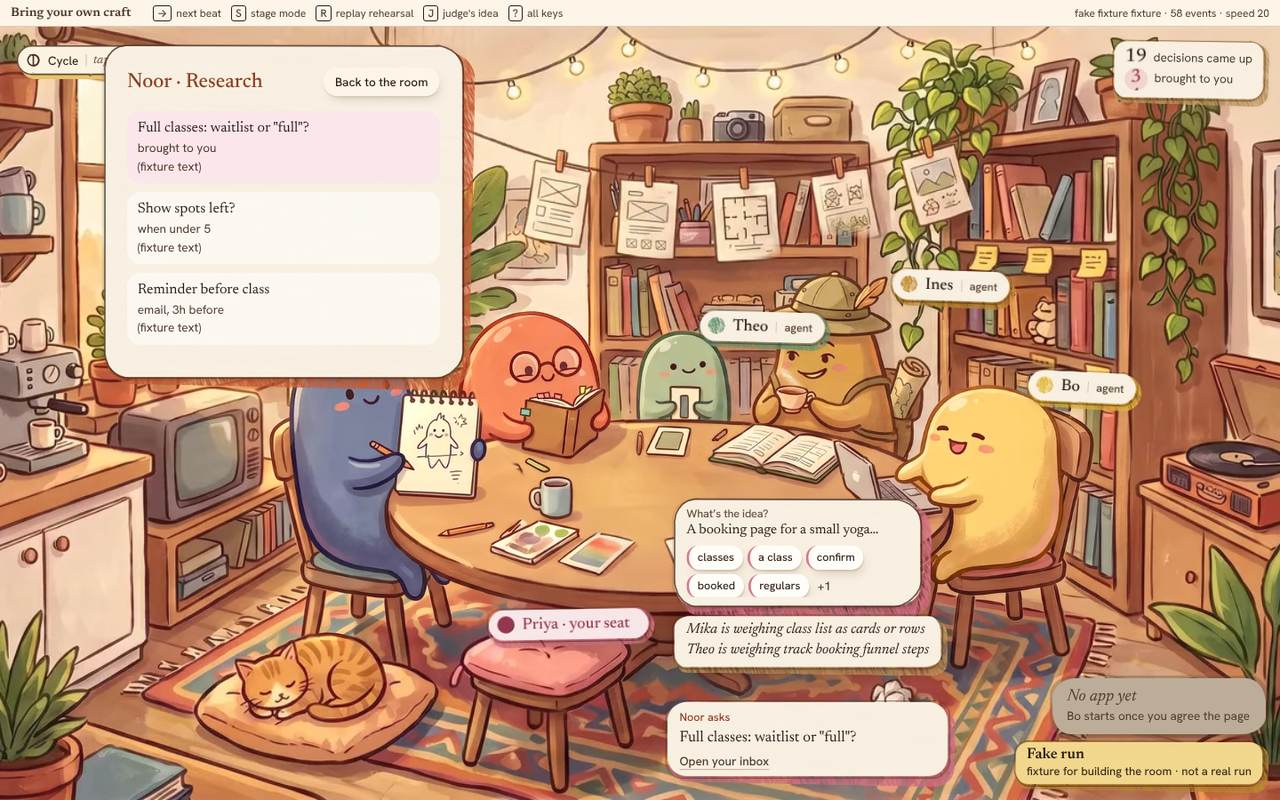 Bring your own craft
→ next beat
S stage mode
R replay rehearsal
J judge's idea
? all keys
fake fixture fixture · 58 events · speed 20
Cycle
19 decisions came up
3 brought to you
Noor · Research
Back to the room
Full classes: waitlist or "full"?
brought to you
(fixture text)
Show spots left?
when under 5
(fixture text)
Reminder before class
email, 3h before
(fixture text)
Ines agent
Theo agent
Bo agent
What's the idea?
A booking page for a small yoga...
classes
a class
confirm
booked
regulars
+1
Priya · your seat
Mika is weighing class list as cards or rows
Theo is weighing track booking funnel steps
Noor asks
Full classes: waitlist or "full"?
Open your inbox
No app yet
Bo starts once you agree the page
Fake run
fixture for building the room · not a real run